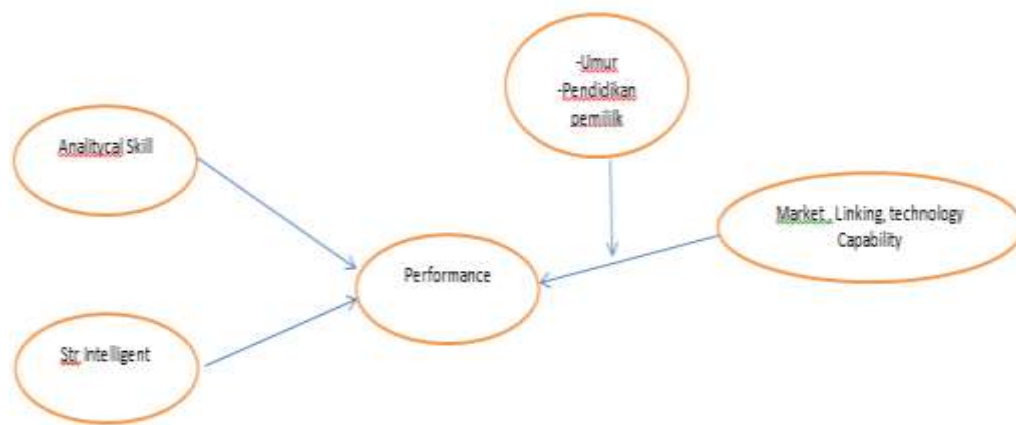 -Umur
-Pendidikan
pemilik
Analitycal Skill
Market , Linking, technology
Capability
Performance
Str Intelligent